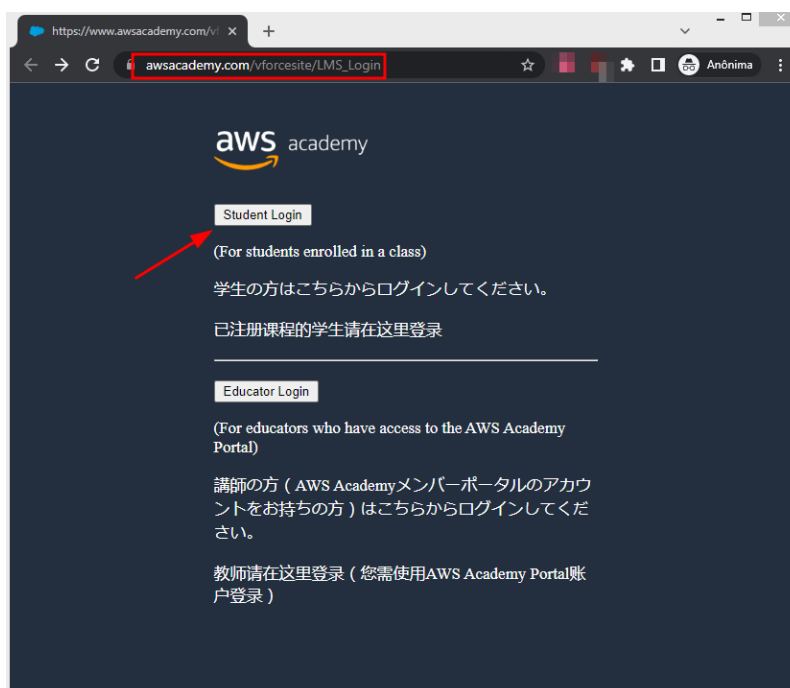 https://www.awsacademy.com/v
awsacademy.com/vforcesite/LMS_Login
Anônima
aws academy
Student Login
(For students enrolled in a class)
学生の方はこちらからログインしてください。
已注册课程的学生请在这里登录
Educator Login
(For educators who have access to the AWS Academy
Portal)
講師の方 ( AWS Academyメンバーポータルのアカウ
ントをお持ちの方 ) はこちらからログインしてくだ
さい。
教师请在这里登录 ( 您需使用AWS Academy Portal账
户登录 )